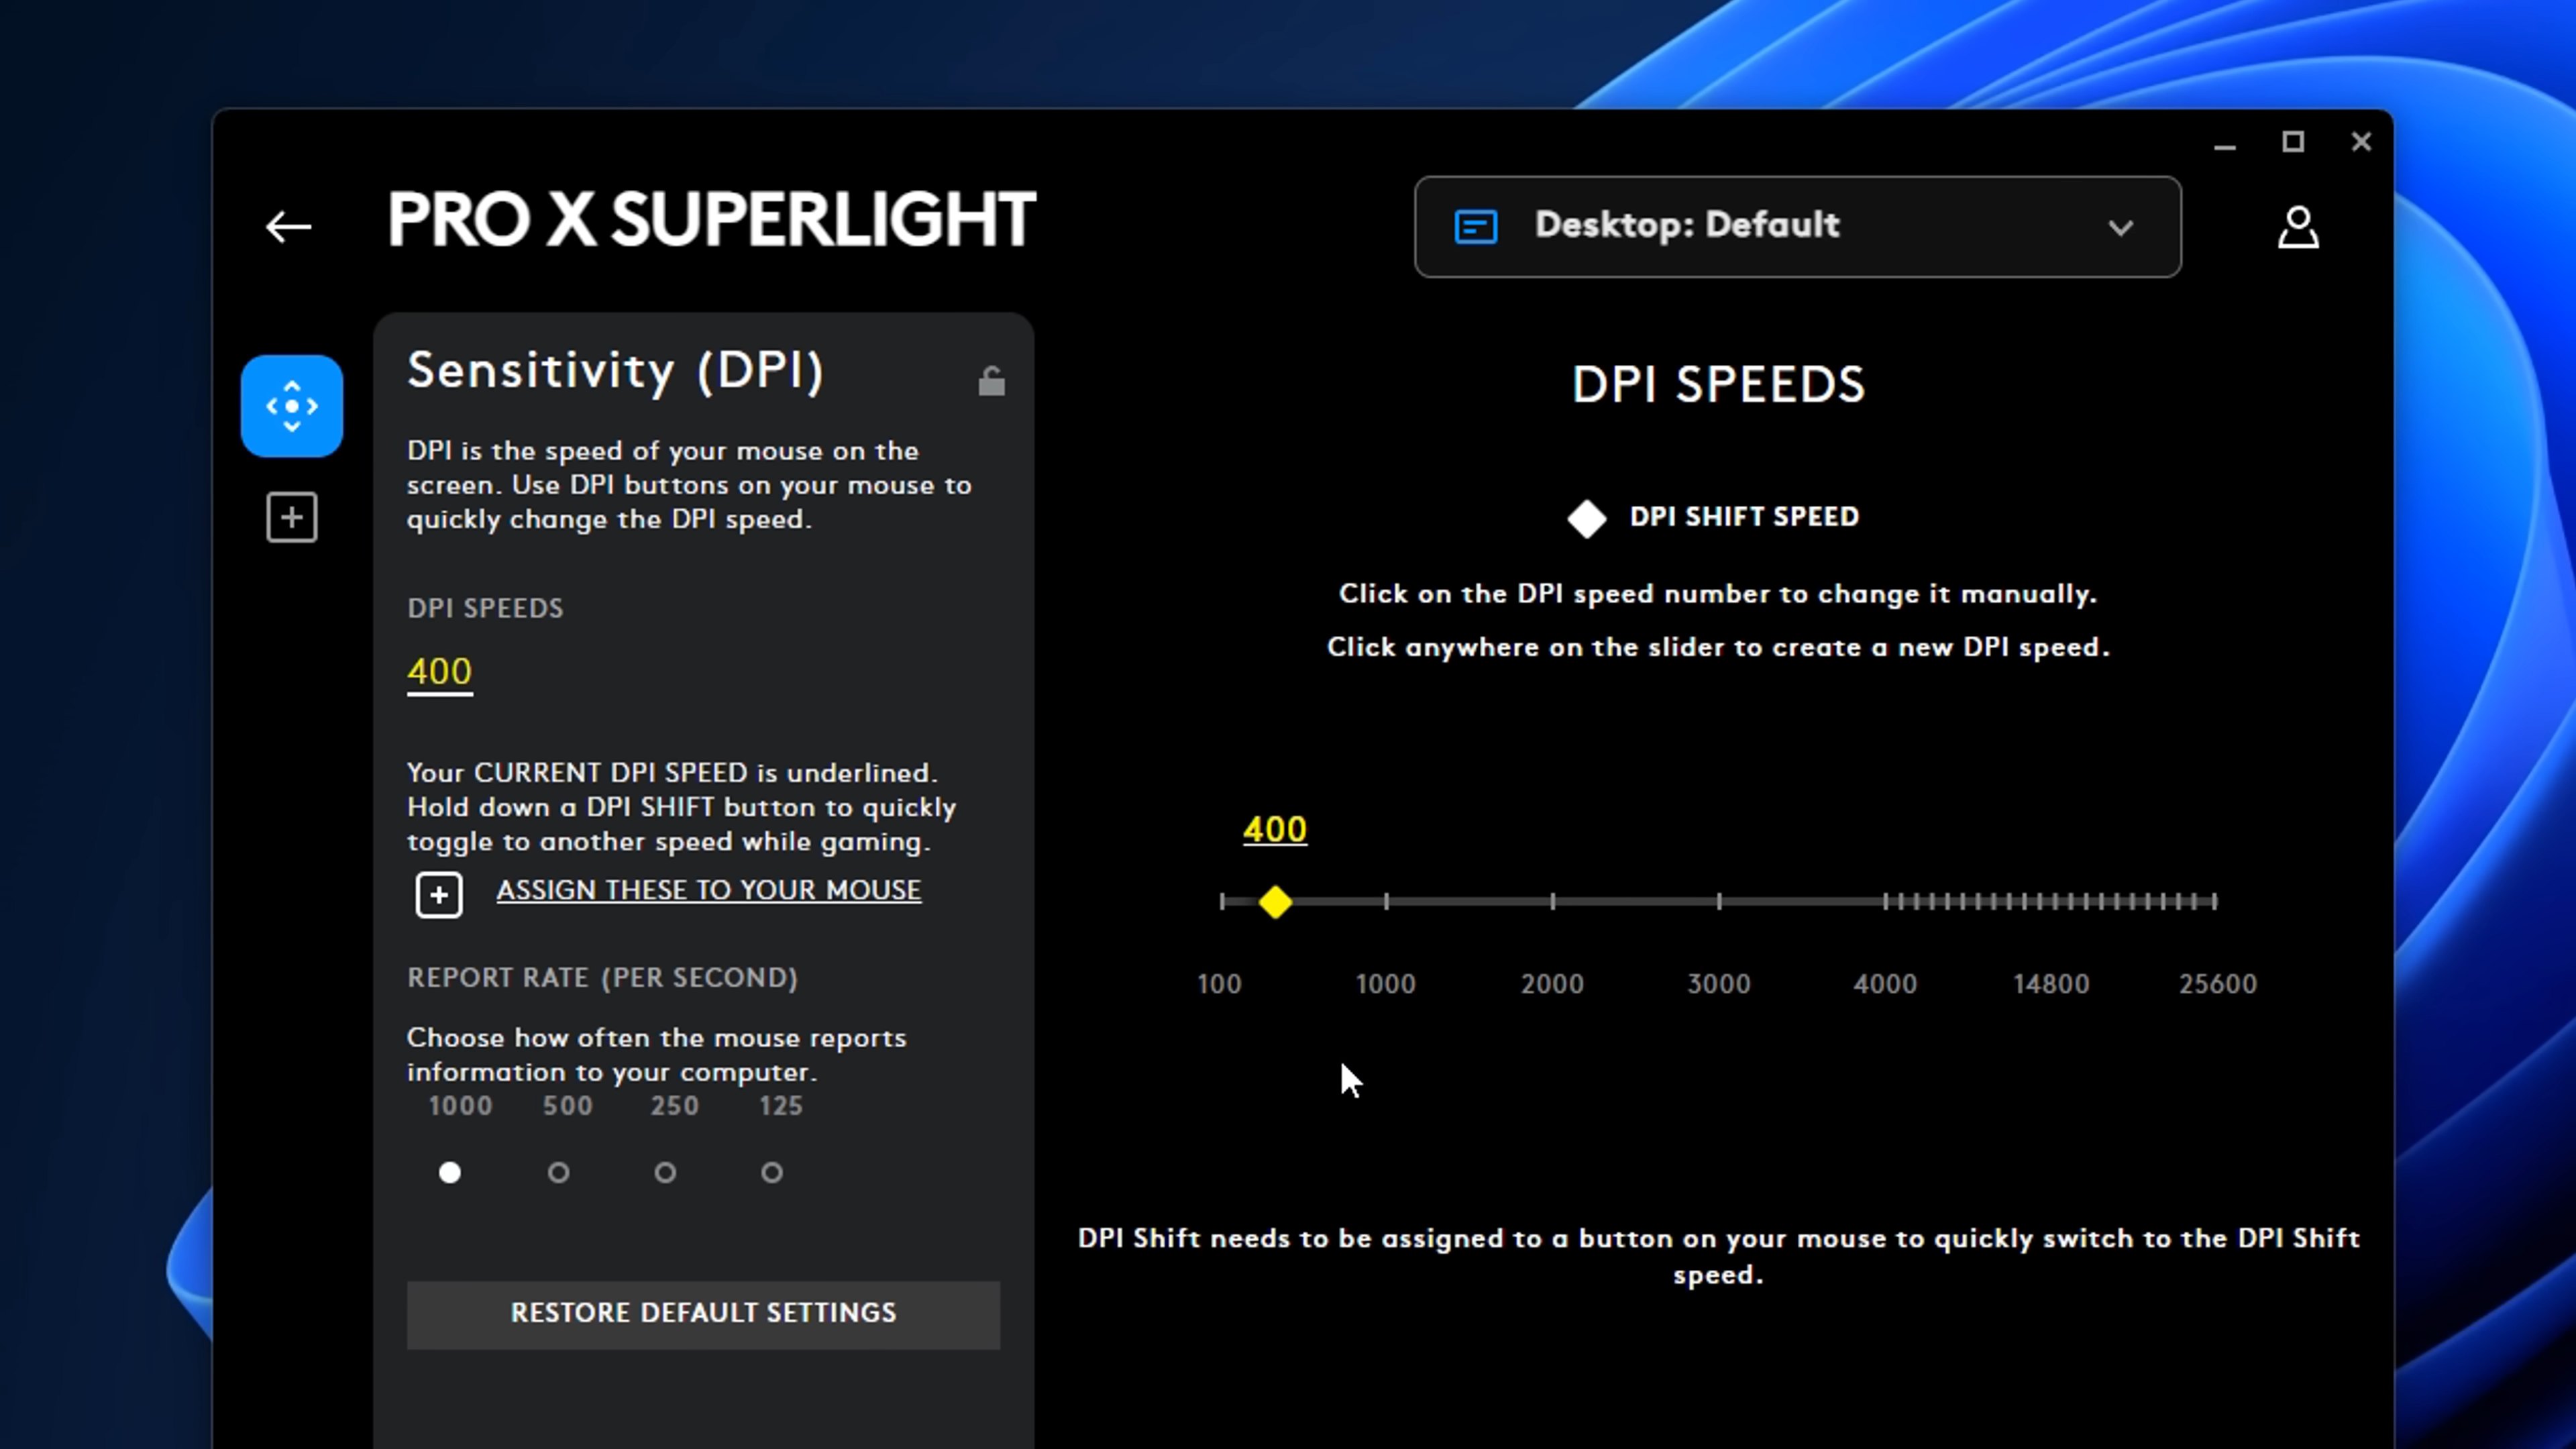 PRO X SUPERLIGHT
Desktop: Default
Sensitivity (DPI)
DPI is the speed of your mouse on the
screen. Use DPI buttons on your mouse to
quickly change the DPI speed.
DPI SPEEDS
400
Your CURRENT DPI SPEED is underlined.
Hold down a DPI SHIFT button to quickly
toggle to another speed while gaming.
ASSIGN THESE TO YOUR MOUSE
REPORT RATE (PER SECOND)
Choose how often the mouse reports
information to your computer.
1000 500 250 125
RESTORE DEFAULT SETTINGS
DPI SPEEDS
DPI SHIFT SPEED
Click on the DPI speed number to change it manually.
Click anywhere on the slider to create a new DPI speed.
400
100 1000 2000 3000 4000 14800 25600
DPI Shift needs to be assigned to a button on your mouse to quickly switch to the DPI Shift
speed.